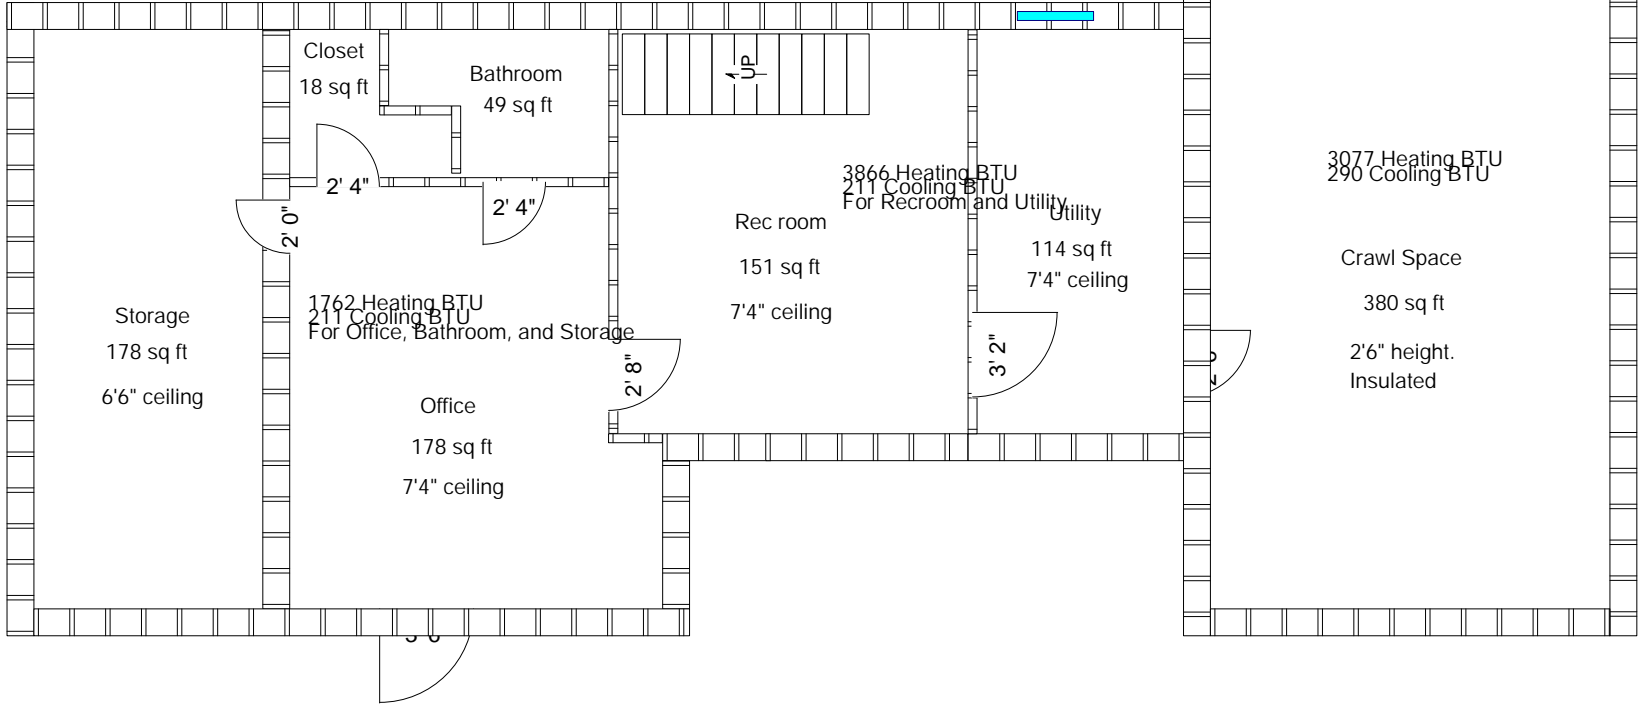 Closet
18 sq ft
Bathroom
49 sq ft
UP
2' 4"
2' 4"
2' 0"
3866 Heating BTU
211 Cooling BTU
For Recroom and Utility
3077 Heating BTU
290 Cooling BTU
Rec room
151 sq ft
7'4" ceiling
Utility
114 sq ft
7'4" ceiling
Crawl Space
380 sq ft
2'6" height.
Insulated
Storage
178 sq ft
6'6" ceiling
1762 Heating BTU
211 Cooling BTU
For Office, Bathroom, and Storage
2' 8"
3' 2"
Office
178 sq ft
7'4" ceiling